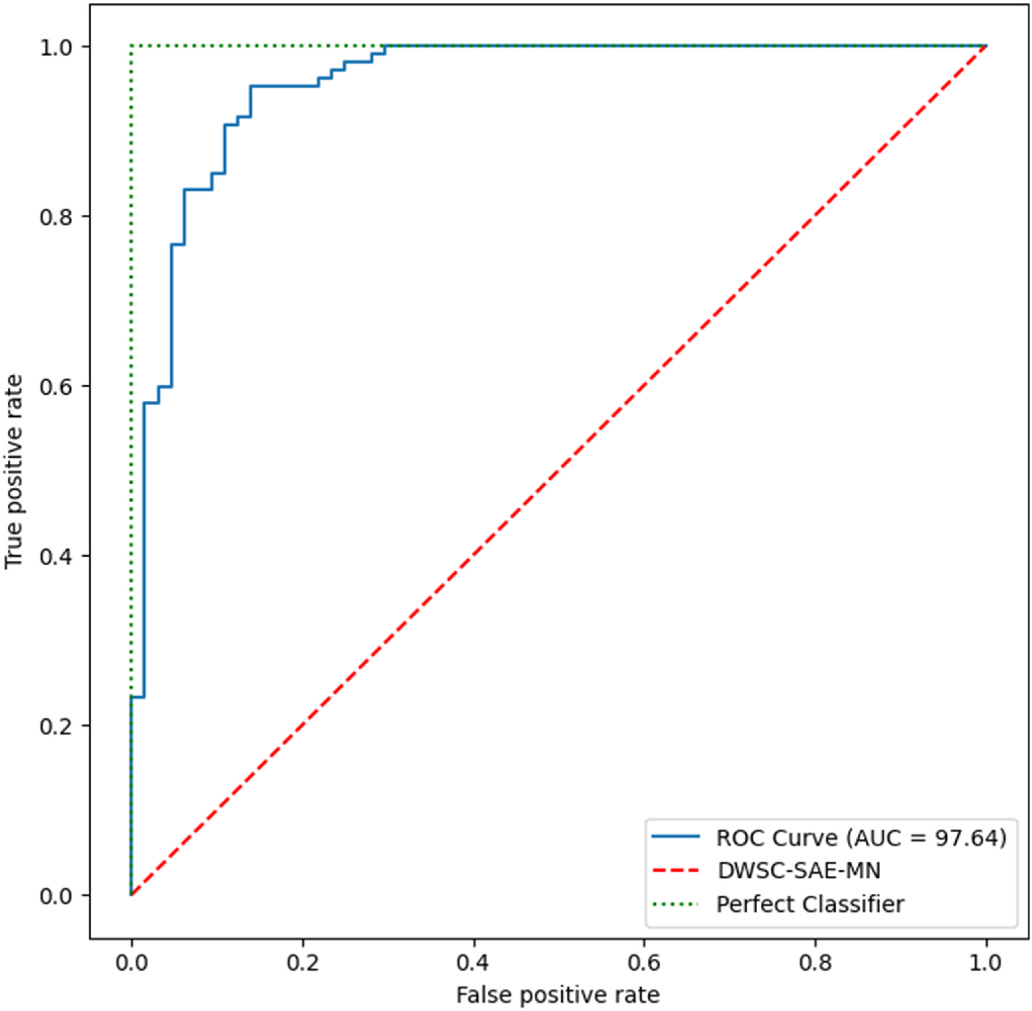 1.0
0.8
0.6
0.4
0.2
0.0
True positive rate
ROC Curve (AUC = 97.64)
DWSC-SAE-MN
Perfect Classifier
0.0 0.2 0.4 0.6 0.8 1.0
False positive rate